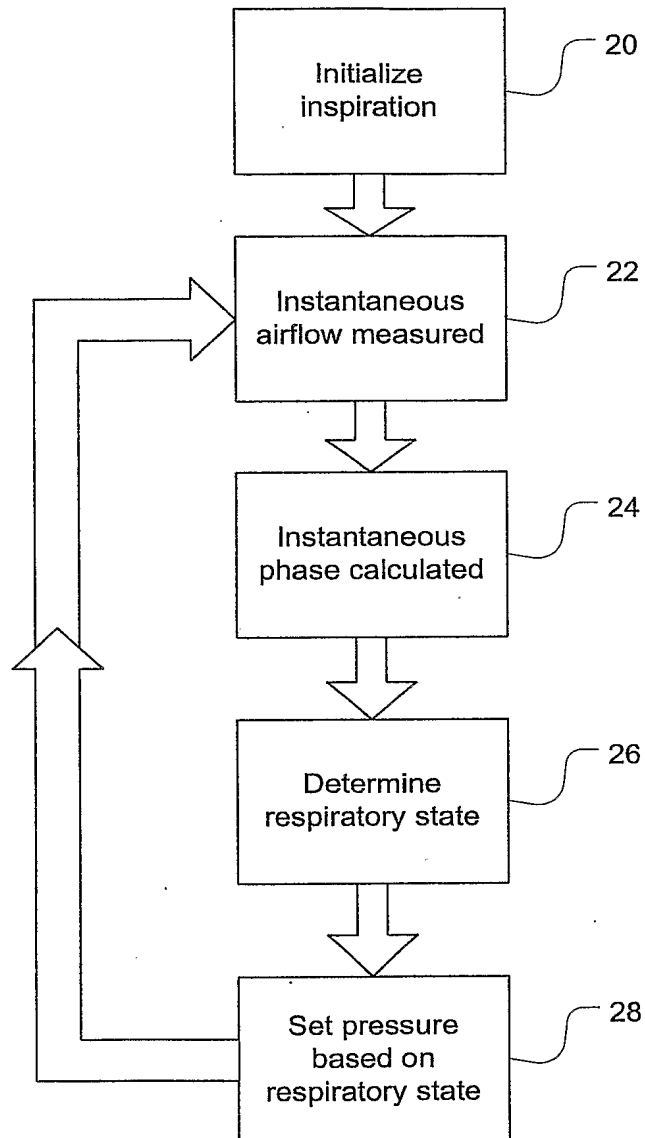 Initialize
inspiration
20
Instantaneous
airflow measured
22
Instantaneous
phase calculated
24
Determine
respiratory state
26
Set pressure
based on
respiratory state
28